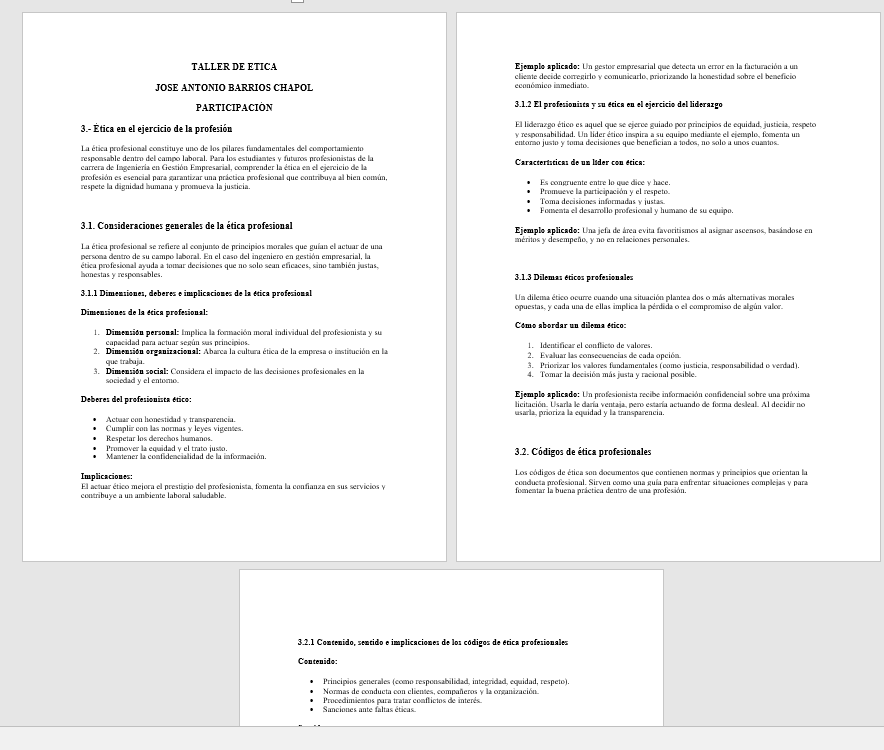 TALLER DE ETICA
JOSE ANTONIO BARRIOS CHAPOL
PARTICIPACIÒN
3.- Ética en el ejercicio de la profesión
La ética profesional constituye uno de los pilares fundamentales del comportamiento
responsable dentro del campo laboral. Para los estudiantes y futuros profesionistas de la
carrera de Ingeniería en Gestión Empresarial, comprender la ética en el ejercicio de la
profesión es esencial para garantizar una práctica profesional que contribuya al bien común,
respete la dignidad humana y promueva la justicia.
3.1. Consideraciones generales de la ética profesional
La ética profesional se refiere al conjunto de principios morales que guían el actuar de una
persona dentro de su campo laboral. En el caso del ingeniero en gestión empresarial, la
ética profesional ayuda a tomar decisiones que no solo sean eficaces, sino también justas,
honestas y responsables.
3.1.1 Dimensiones, deberes e implicaciones de la ética profesional
Dimensiones de la ética profesional:
1. Dimensión personal: Implica la formación moral individual del profesionista y su
capacidad para actuar según sus principios.
2. Dimensión organizacional: Abarca la cultura ética de la empresa o institución en la
que trabaja.
3. Dimensión social: Considera el impacto de las decisiones profesionales en la
sociedad y el entorno.
Deberes del profesionista ético:
• Actuar con honestidad y transparencia.
• Cumplir con las normas y leyes vigentes.
• Respetar los derechos humanos.
• Promover la equidad y el trato justo.
• Mantener la confidencialidad de la información.
Implicaciones:
El actuar ético mejora el prestigio del profesionista, fomenta la confianza en sus servicios y
contribuye a un ambiente laboral saludable.
Ejemplo aplicado: Un gestor empresarial que detecta un error en la facturación a un
cliente decide corregirlo y comunicarlo, priorizando la honestidad sobre el beneficio
económico inmediato.
3.1.2 El profesionista y su ética en el ejercicio del liderazgo
El liderazgo ético es aquel que se ejerce guiado por principios de equidad, justicia, respeto
y responsabilidad. Un líder ético inspira a su equipo mediante el ejemplo, fomenta un
entorno justo y toma decisiones que benefician a todos, no solo a unos cuantos.
Características de un líder con ética:
• Es congruente entre lo que dice y hace.
• Promueve la participación y el respeto.
• Toma decisiones informadas y justas.
• Fomenta el desarrollo profesional y humano de su equipo.
Ejemplo aplicado: Una jefa de área evita favoritismos al asignar ascensos, basándose en
méritos y desempeño, y no en relaciones personales.
3.1.3 Dilemas éticos profesionales
Un dilema ético ocurre cuando una situación plantea dos o más alternativas morales
opuestas, y cada una de ellas implica la pérdida o el compromiso de algún valor.
Cómo abordar un dilema ético:
1. Identificar el conflicto de valores.
2. Evaluar las consecuencias de cada opción.
3. Priorizar los valores fundamentales (como justicia, responsabilidad o verdad).
4. Tomar la decisión más justa y racional posible.
Ejemplo aplicado: Un profesionista recibe información confidencial sobre una próxima
licitación. Usarla le daría ventaja, pero estaría actuando de forma desleal. Al decidir no
usarla, prioriza la equidad y la transparencia.
3.2. Códigos de ética profesionales
Los códigos de ética son documentos que contienen normas y principios que orientan la
conducta profesional. Sirven como una guía para enfrentar situaciones complejas y para
fomentar la buena práctica dentro de una profesión.
3.2.1 Contenido, sentido e implicaciones de los códigos de ética profesionales
Contenido:
• Principios generales (como responsabilidad, integridad, equidad, respeto).
• Normas de conducta con clientes, compañeros y la organización.
• Procedimientos para tratar conflictos de interés.
• Sanciones ante faltas éticas.